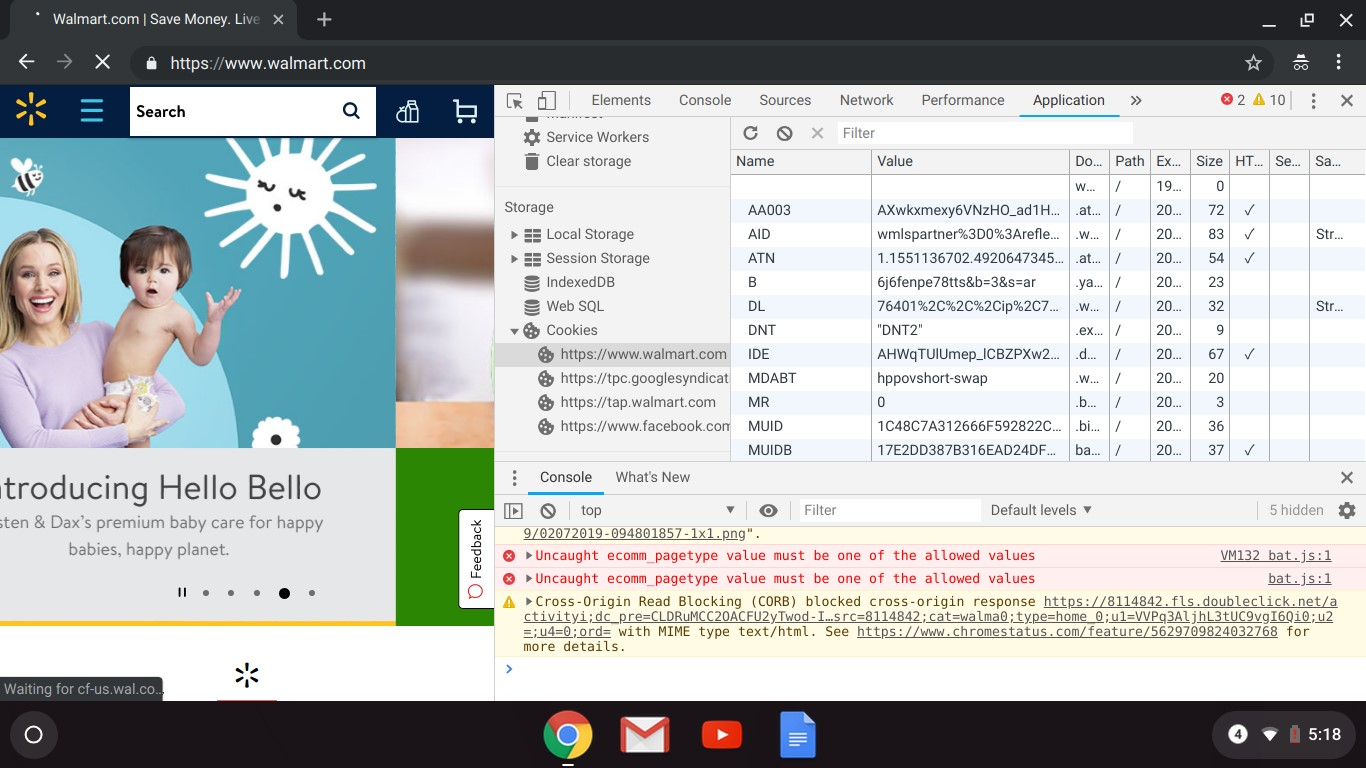 Walmart.com | Save Money. Live
https://www.walmart.com
Search
ntroducing Hello Bello
sten & Dax's premium baby care for happy
babies, happy planet.
Feedback
Waiting for cf-us.wal.co...
Elements Console Sources Network Performance Application » 2 10
Service Workers
Clear storage
Storage
Local Storage
Session Storage
IndexedDB
Web SQL
Cookies
https://www.walmart.com
https://tpc.googlesyndicat
https://tap.walmart.com
https://www.facebook.com
Filter
Name Value Do... Path Ex... Size HT... Se... Sa...
w... / 19... 0
AA003 AXwkxmexy6VNzHO_ad1H... .at... / 20... 72 ✓
AID wmlspartner%3D0%3Arefle... .w... / 20... 83 ✓ Str...
ATN 1.1551136702.4920647345... .at... / 20... 54 ✓
B 6j6fenpe78tts&b=3&s=ar .ya... / 20... 23
DL 76401%2C%2C%2Cip%2C7... .w... / 20... 32 Str...
DNT "DNT2" .ex... / 20... 9
IDE AHWqTUlUmep_lCBZPXw2... .d... / 20... 67 ✓
MDABT hppovshort-swap .w... / 20... 20
MR 0 .b... / 20... 3
MUID 1C48C7A312666F592822C... .bi... / 20... 36
MUIDB 17E2DD387B316EAD24DF... ba... / 20... 37 ✓
Console What's New
top Filter Default levels 5 hidden
9/02072019-094801857-1x1.png".
Uncaught ecomm_pagetype value must be one of the allowed values VM132 bat.js:1
Uncaught ecomm_pagetype value must be one of the allowed values bat.js:1
Cross-Origin Read Blocking (CORB) blocked cross-origin response https://8114842.fls.doubleclick.net/a
ctivityi;dc_pre=CLDRuMCC2OACFU2yTwod-I…src=8114842;cat=walma0;type=home_0;u1=VVPq3AljhL3tUC9vgI6Qi0;u2
=;u4=0;ord= with MIME type text/html. See https://www.chromestatus.com/feature/5629709824032768 for
more details.
4 5:18